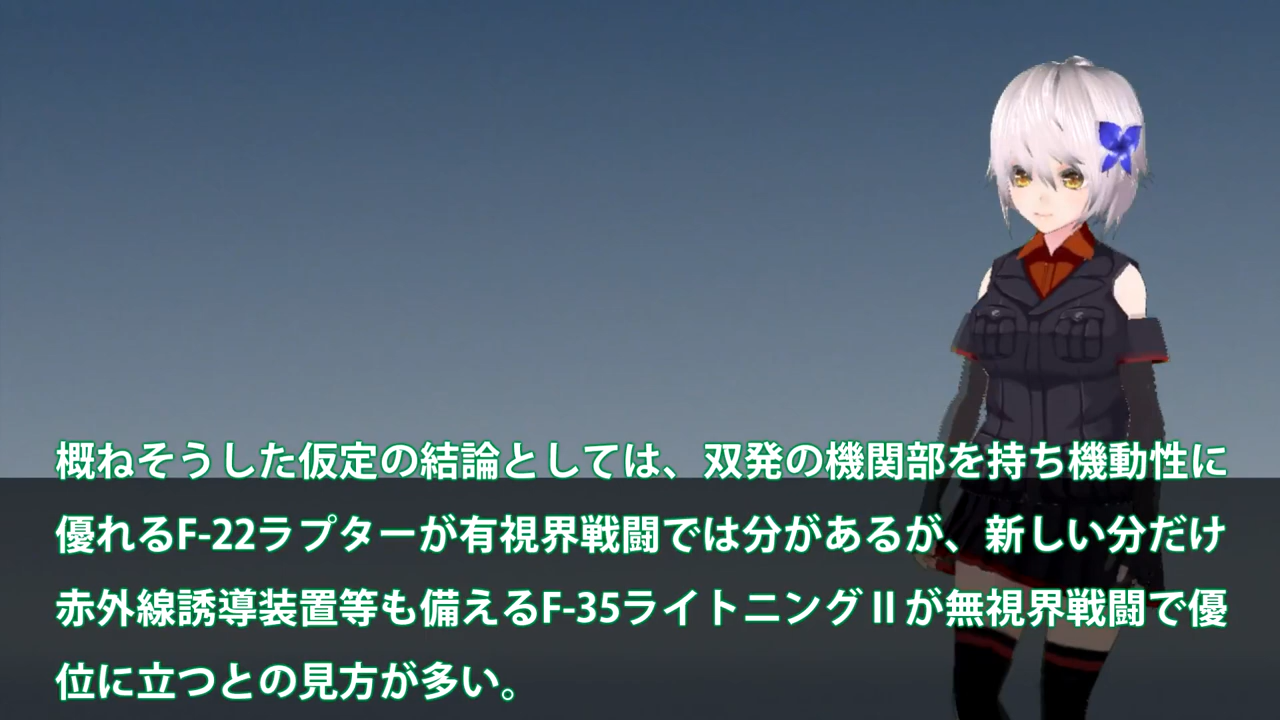 概ねそうした仮定の結論としては、双発の機関部を持ち機動性に
優れるF-22ラプターが有視界戦闘では分があるが、新しい分だけ
赤外線誘導装置等も備えるF-35ライトニングⅡが無視界戦闘で優
位に立つとの見方が多い。